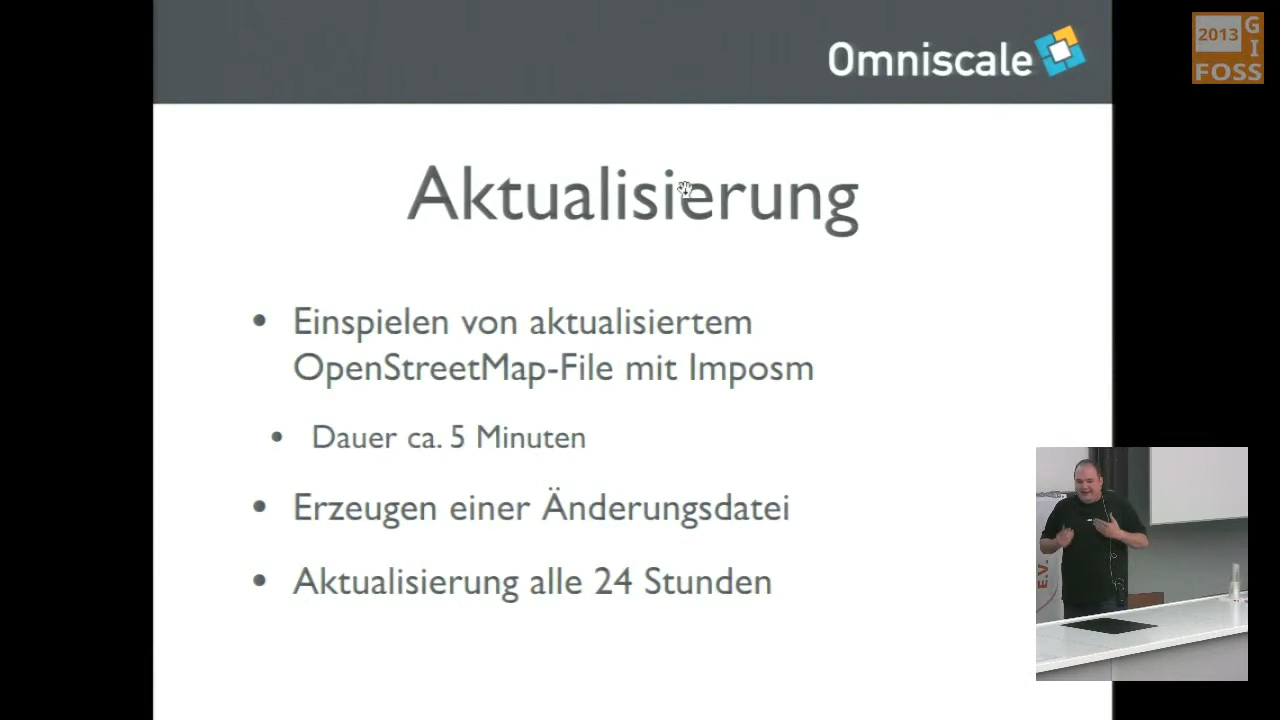 Omniscale
2013
G
I
FOSS
Aktualisierung
• Einspielen von aktualisiertem
OpenStreetMap-File mit Imposm
• Dauer ca. 5 Minuten
• Erzeugen einer Änderungsdatei
• Aktualisierung alle 24 Stunden
E.V.